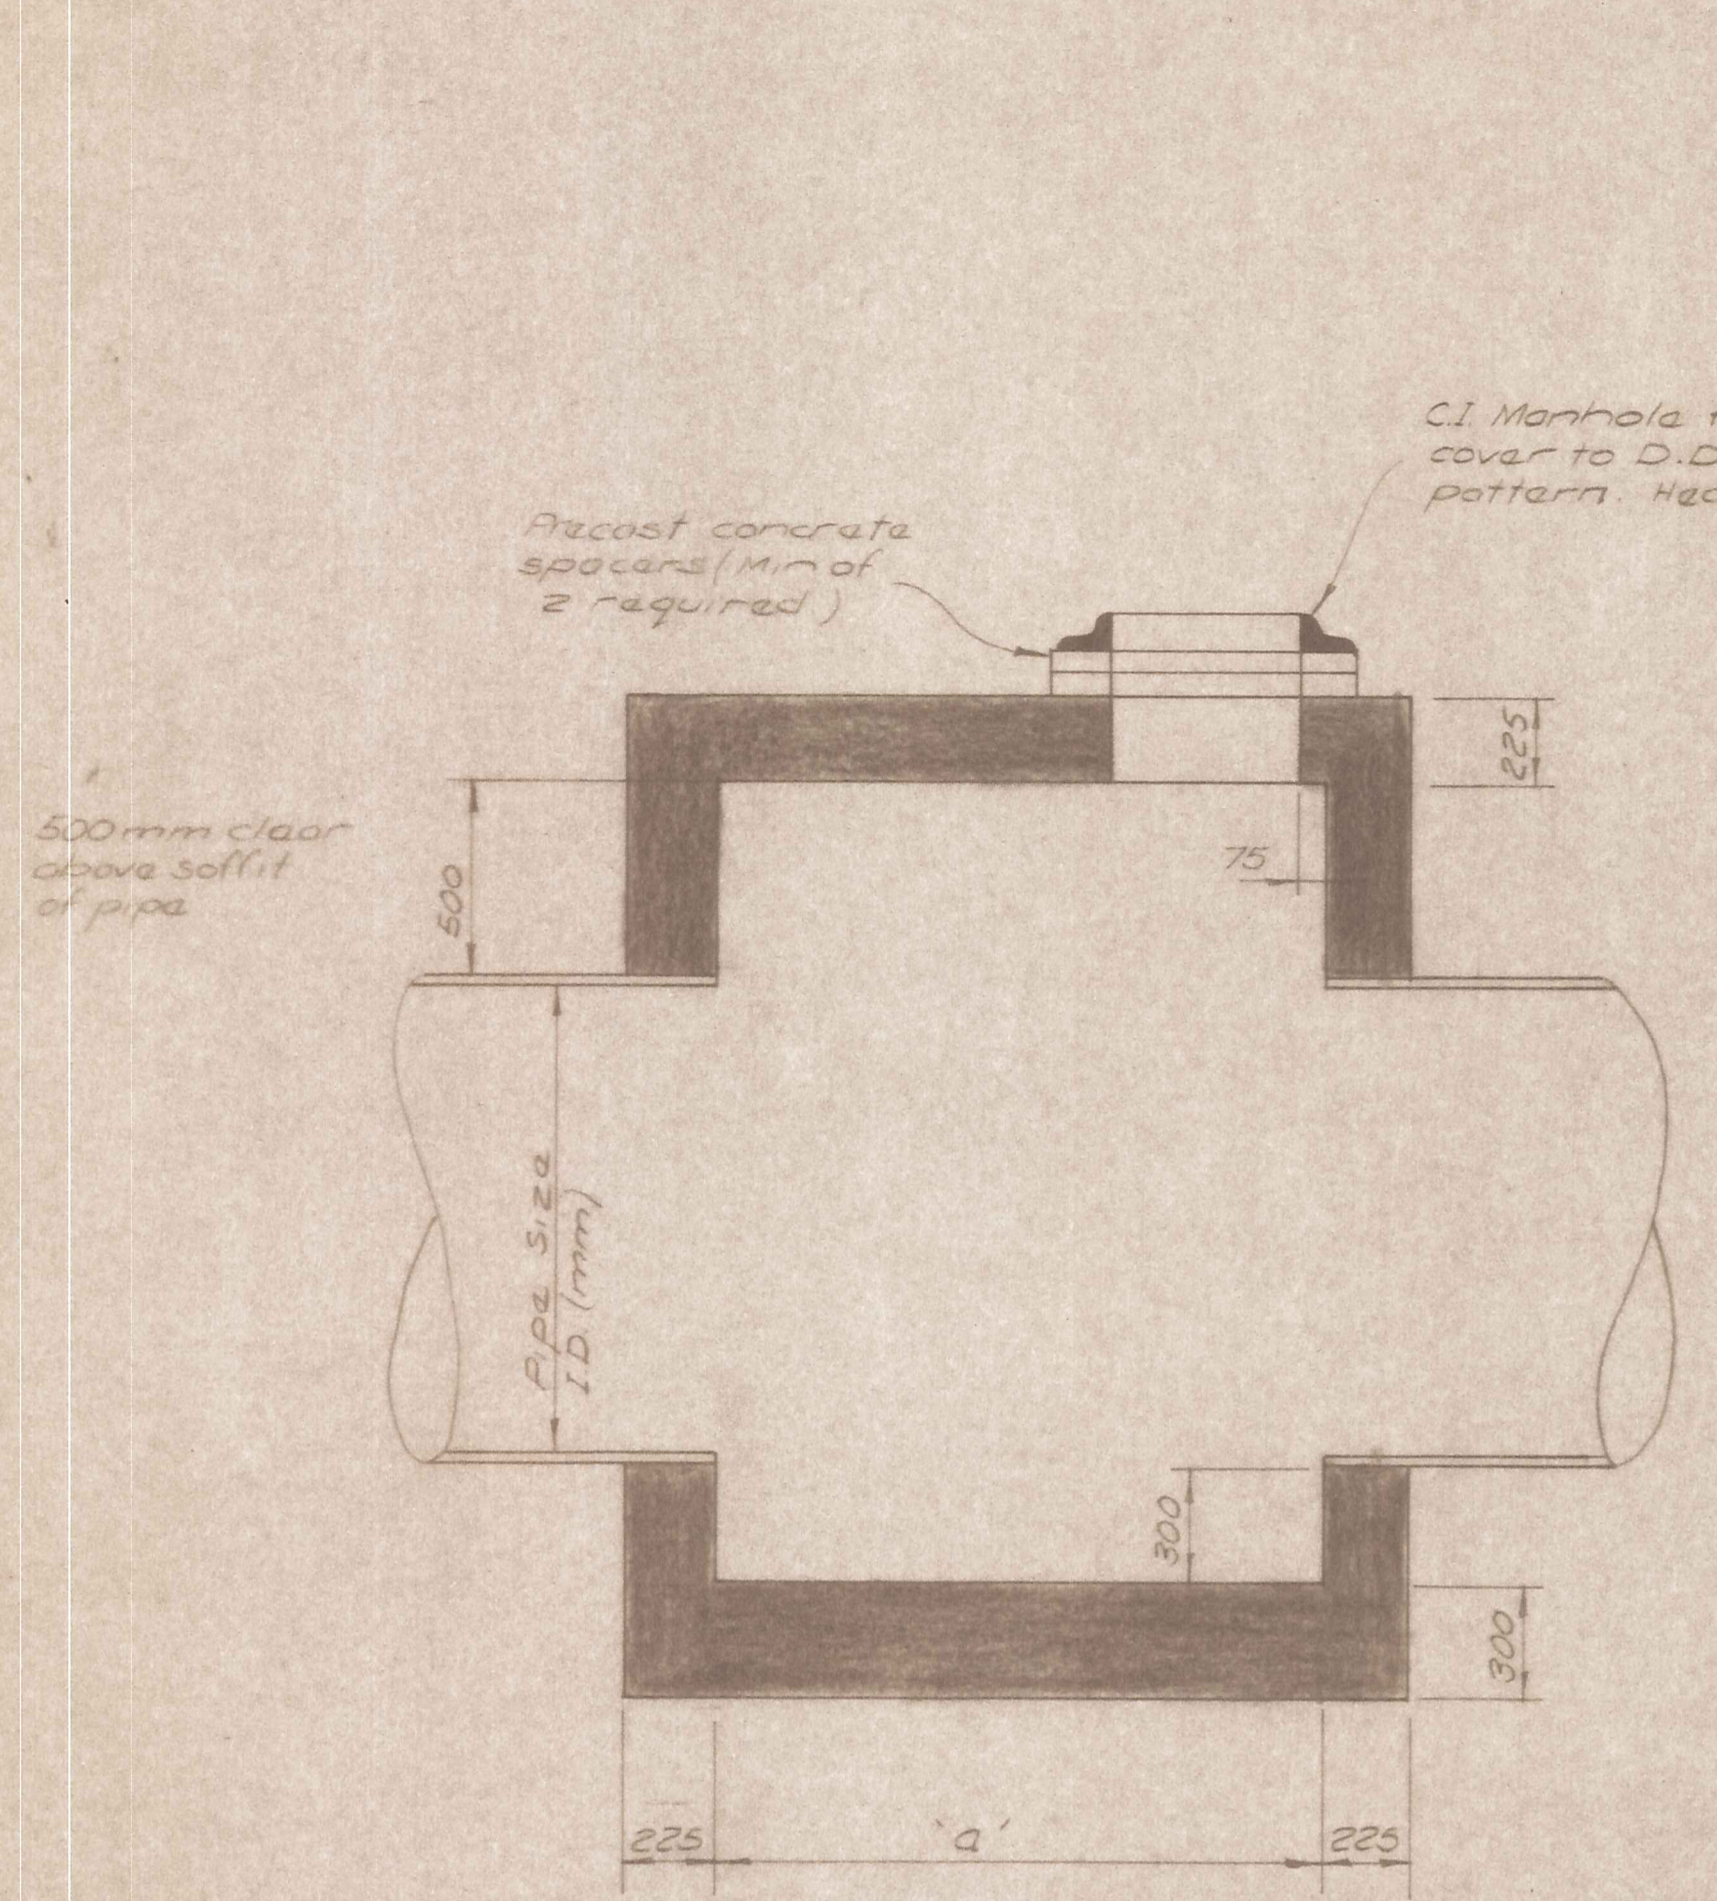 C.I. Manhole
cover to D.D
pattern. Hea
Precast concrete
spacers (Min of
2 required)
225
500mm clear
above soffit
of pipe
500
75
Pipe Size
I.D (mm)
300
300
225
'a'
225